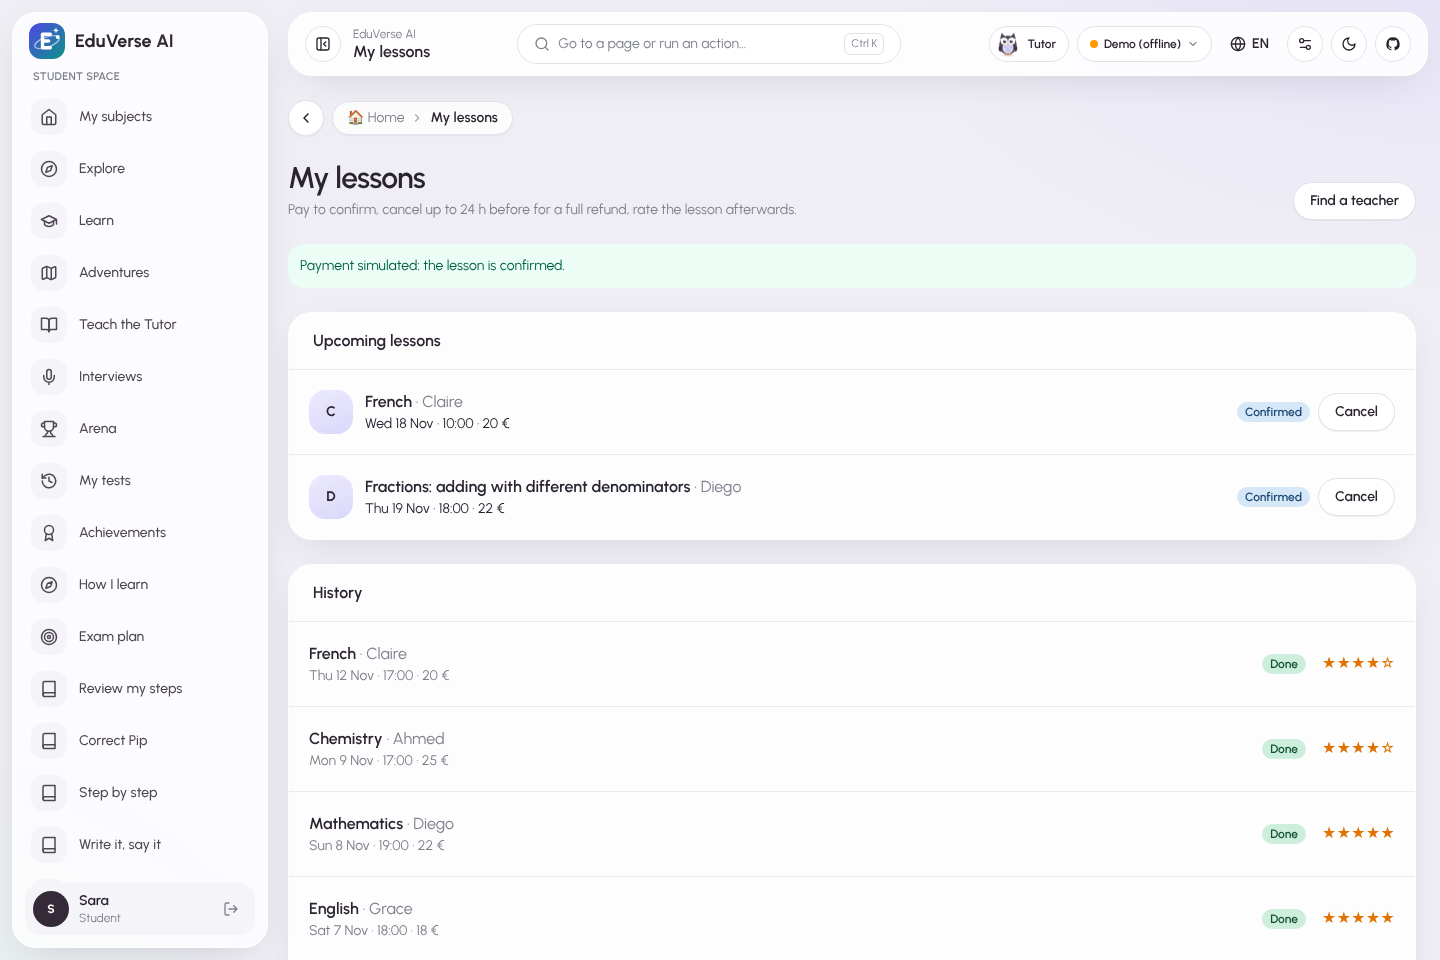 EduVerse AI
STUDENT SPACE
My subjects
Explore
Learn
Adventures
Teach the Tutor
Interviews
Arena
My tests
Achievements
How I learn
Exam plan
Review my steps
Correct Pip
Step by step
Write it, say it
S
Sara
Student
EduVerse AI
My lessons
Go to a page or run an action...
Ctrl K
Tutor
Demo (offline)
EN
Home
My lessons
My lessons
Pay to confirm, cancel up to 24 h before for a full refund, rate the lesson afterwards.
Find a teacher
Payment simulated: the lesson is confirmed.
Upcoming lessons
C
French · Claire
Wed 18 Nov · 10:00 · 20 €
Confirmed
Cancel
D
Fractions: adding with different denominators · Diego
Thu 19 Nov · 18:00 · 22 €
Confirmed
Cancel
History
French · Claire
Thu 12 Nov · 17:00 · 20 €
Done
★★★★☆
Chemistry · Ahmed
Mon 9 Nov · 17:00 · 25 €
Done
★★★★☆
Mathematics · Diego
Sun 8 Nov · 19:00 · 22 €
Done
★★★★★
English · Grace
Sat 7 Nov · 18:00 · 18 €
Done
★★★★★